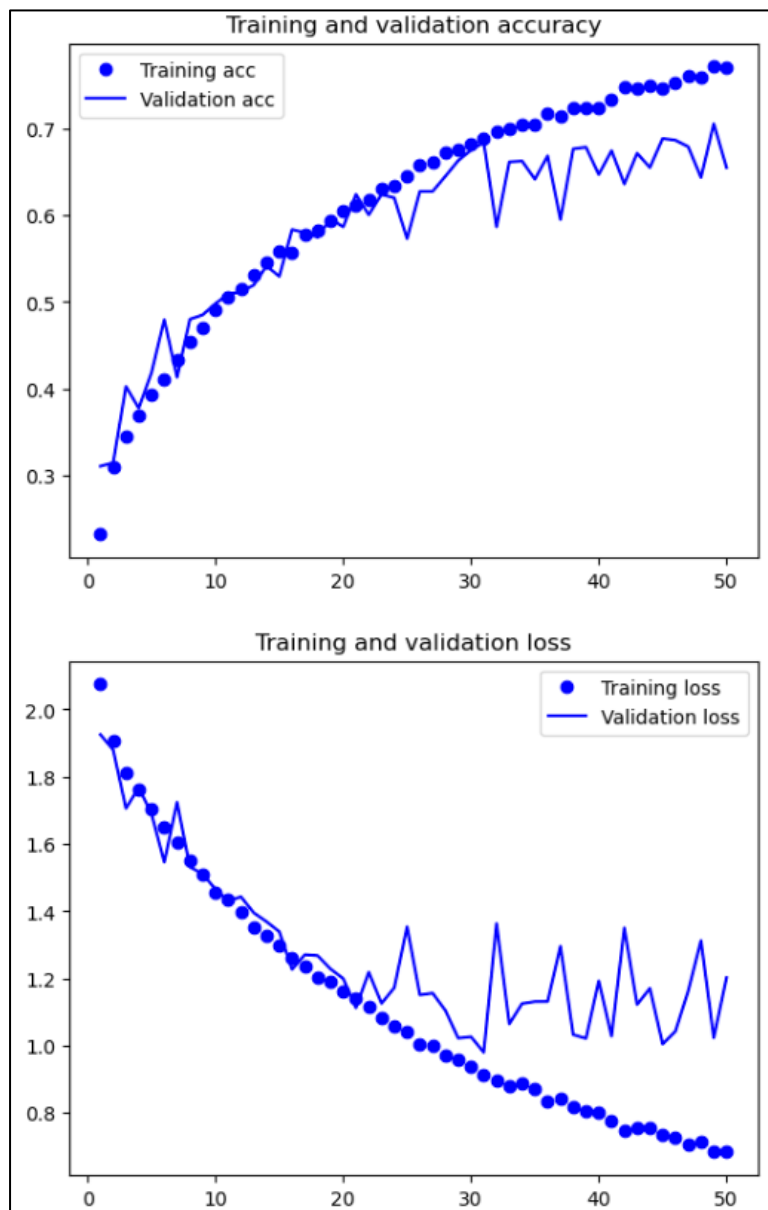 Training and validation accuracy
Training acc
Validation acc
0.7
0.6
0.5
0.4
0.3
0 10 20 30 40 50
Training and validation loss
Training loss
Validation loss
2.0
1.8
1.6
1.4
1.2
1.0
0.8
0 10 20 30 40 50